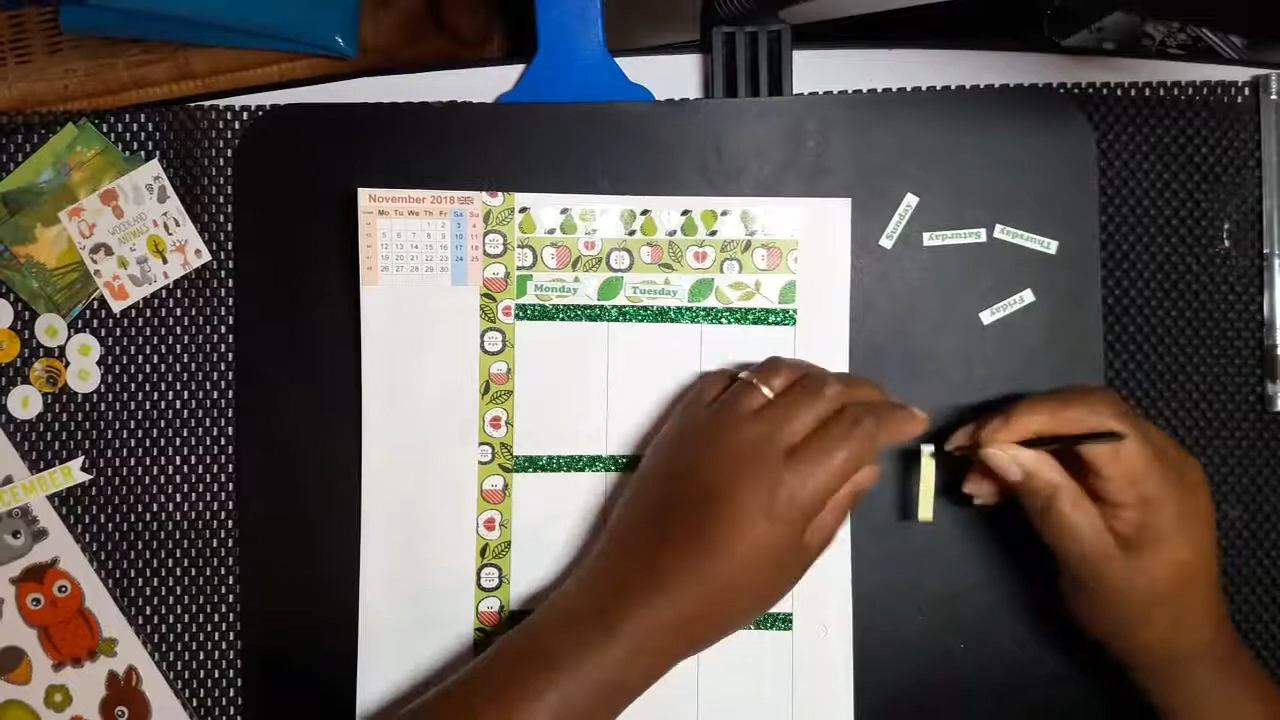 November 2018
Mo Tu We Th Fr Sa Su
1 2 3 4
5 6 7 8 9 10 11
12 13 14 15 16 17 18
19 20 21 22 23 24 25
26 27 28 29 30
Monday
Tuesday
Sunday
Saturday
Thursday
Friday
WOODLAND
ANIMALS
CEMBER